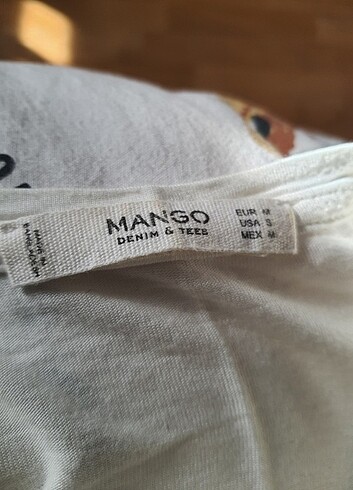 MANGO
DENIM & TEES
EUR M
USA S
MEX M